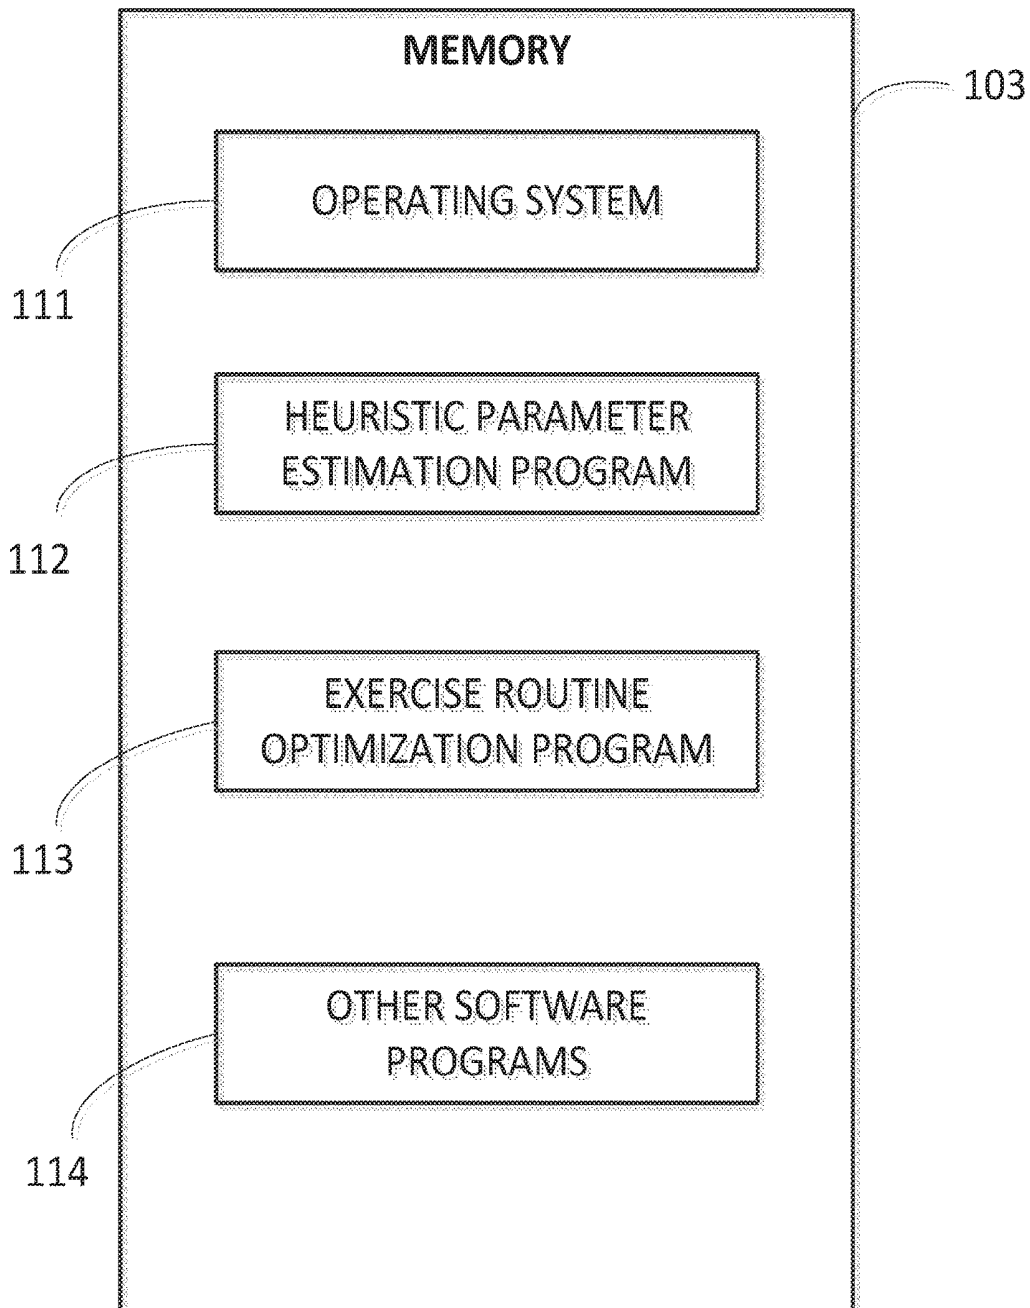 MEMORY
103
OPERATING SYSTEM
111
HEURISTIC PARAMETER
ESTIMATION PROGRAM
112
EXERCISE ROUTINE
OPTIMIZATION PROGRAM
113
OTHER SOFTWARE
PROGRAMS
114